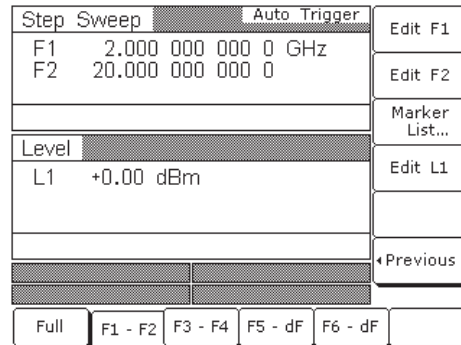 Step Sweep Auto Trigger
F1 2.000 000 000 0 GHz
F2 20.000 000 000 0
Level
L1 +0.00 dBm
Edit F1
Edit F2
Marker
List...
Edit L1
Previous
Full F1 - F2 F3 - F4 F5 - dF F6 - dF